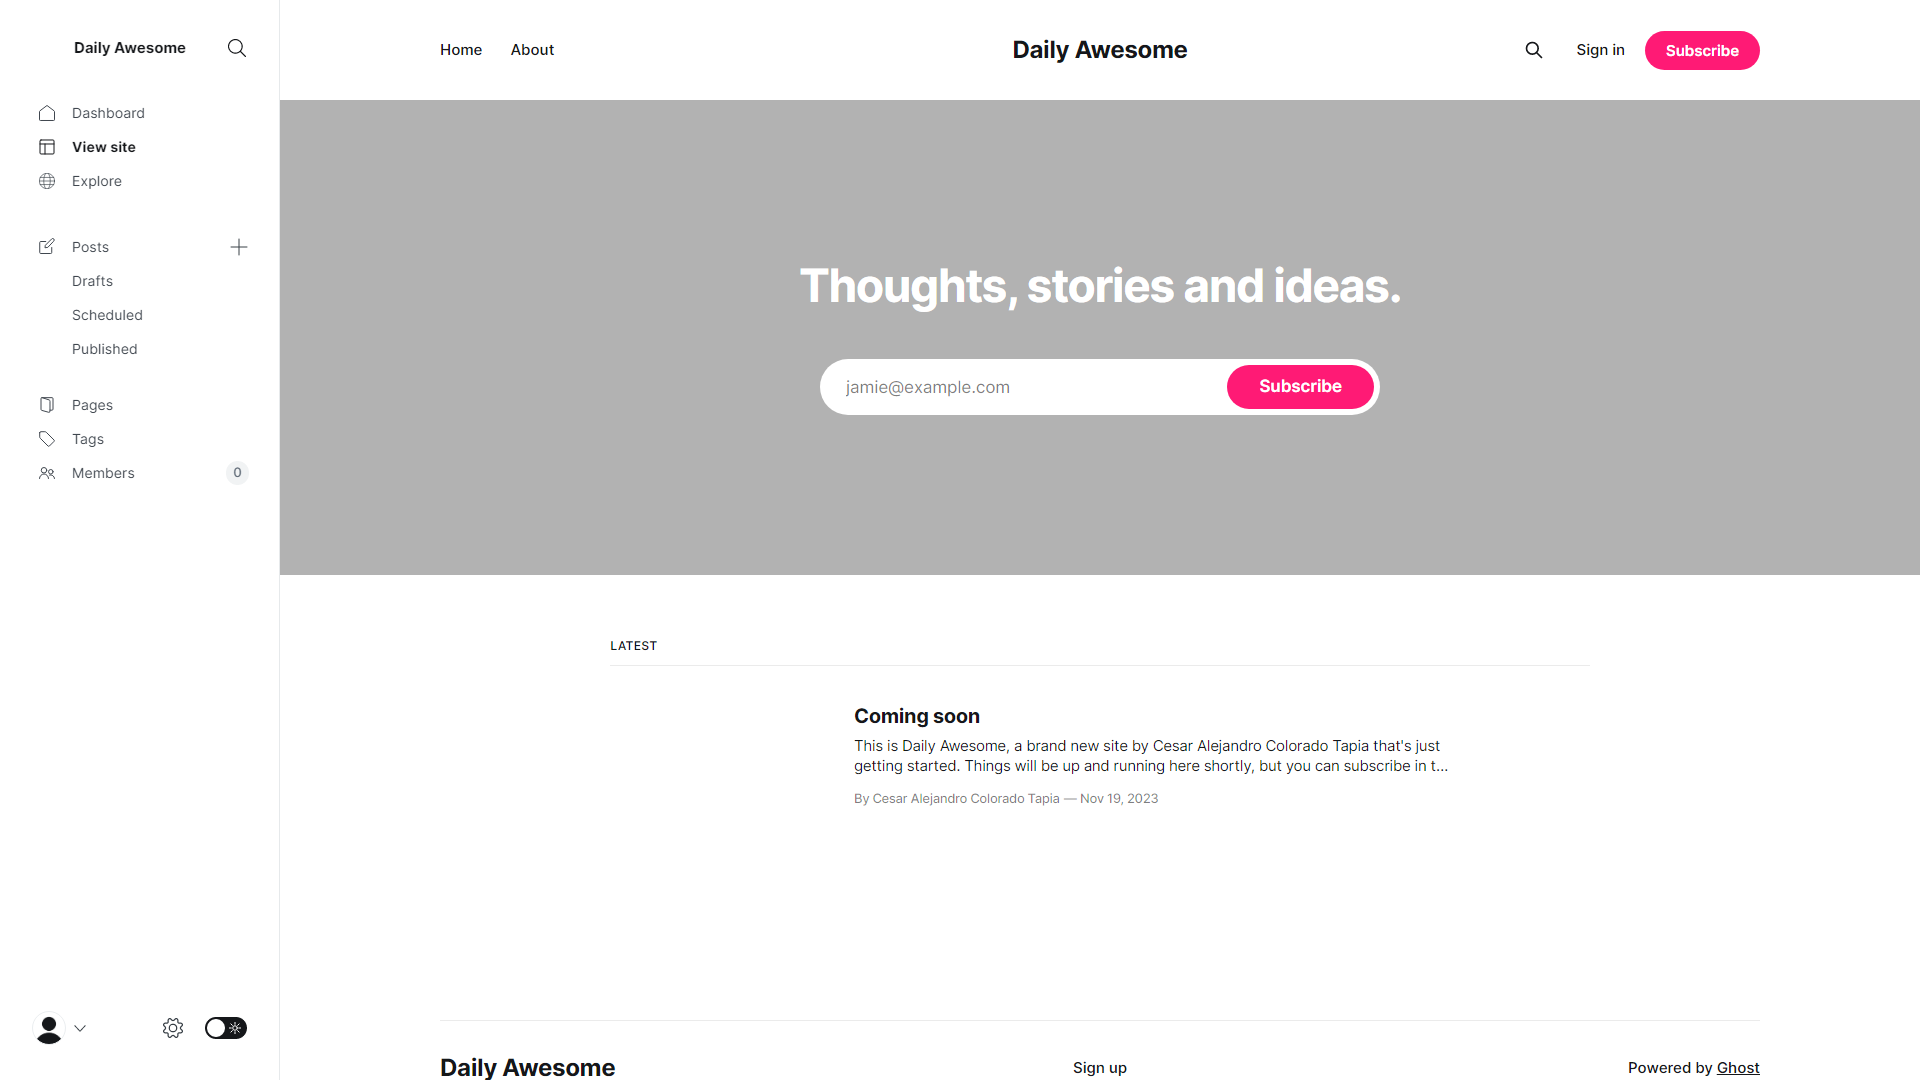 Daily Awesome
Dashboard
View site
Explore
Posts
Drafts
Scheduled
Published
Pages
Tags
Members 0
Home About Daily Awesome Sign in Subscribe
Thoughts, stories and ideas.
jamie@example.com Subscribe
LATEST
Coming soon
This is Daily Awesome, a brand new site by Cesar Alejandro Colorado Tapia that's just
getting started. Things will be up and running here shortly, but you can subscribe in t...
By Cesar Alejandro Colorado Tapia — Nov 19, 2023
Daily Awesome Sign up Powered by Ghost